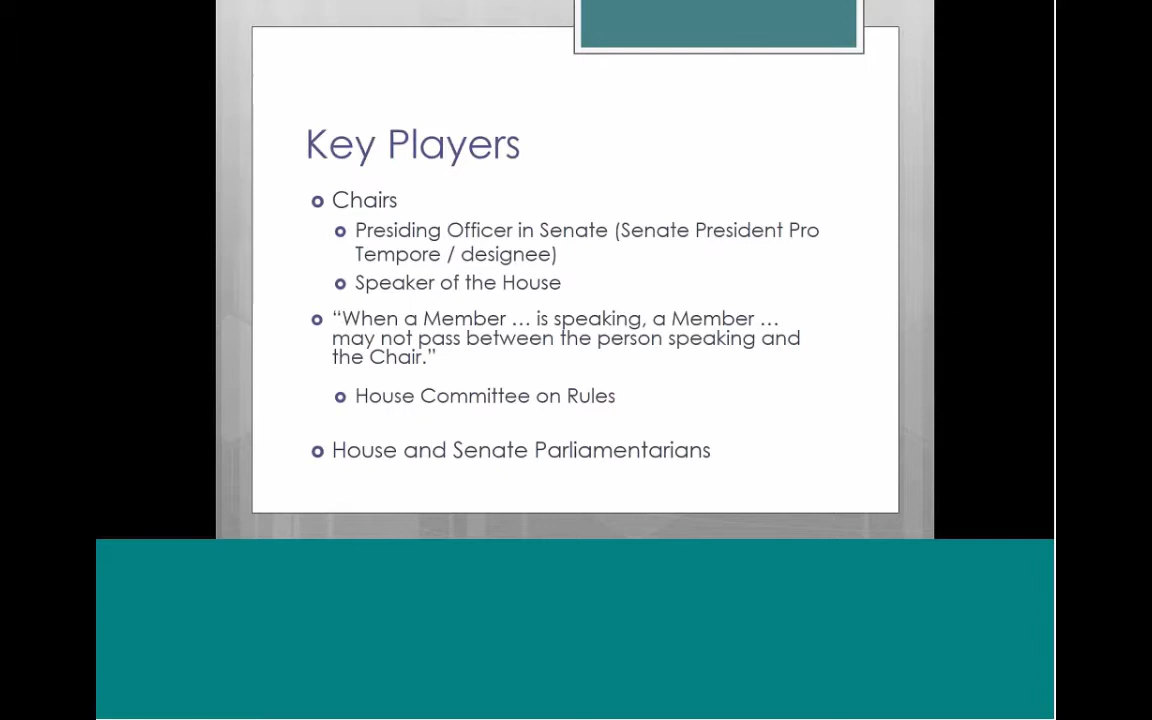 Key Players
Chairs
Presiding Officer in Senate (Senate President Pro
Tempore / designee)
Speaker of the House
“When a Member … is speaking, a Member …
may not pass between the person speaking and
the Chair.”
House Committee on Rules
House and Senate Parliamentarians